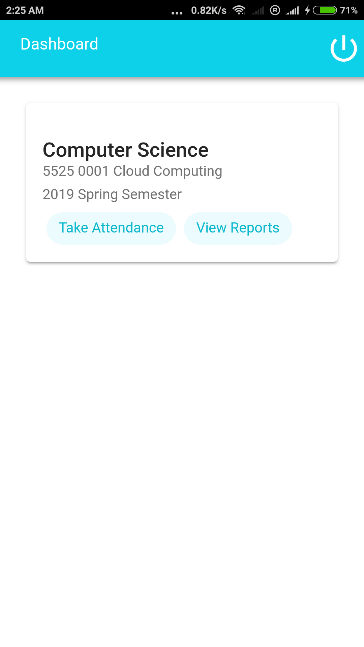 2:25 AM ... 0.82K/s R 71%
Dashboard
Computer Science
5525 0001 Cloud Computing
2019 Spring Semester
Take Attendance View Reports